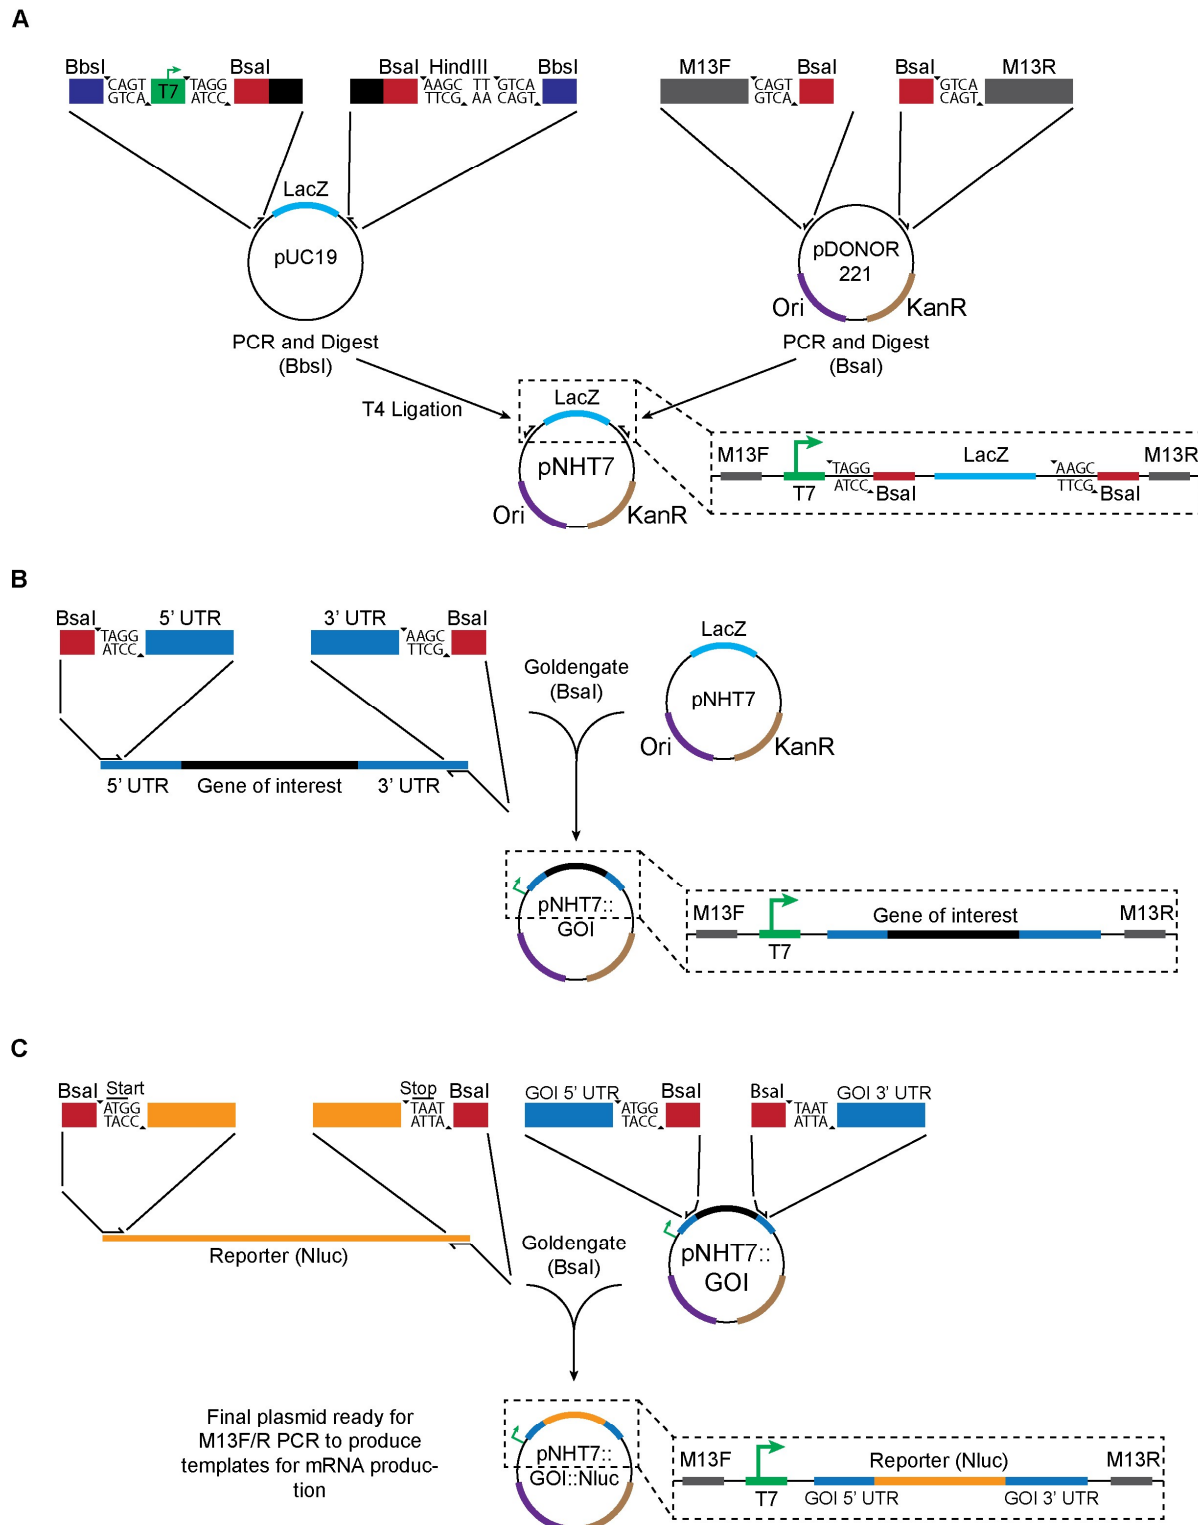 A
BbsI CAGT TAGG BsaI
GTCA T7 ATCC
BsaI HindIII BbsI
AAGC TT GTCA
TTCG AA CAGT
M13F CAGT BsaI
GTCA
BsaI GTCA M13R
CAGT
LacZ
pUC19
pDONOR
221
Ori KanR
PCR and Digest
(BbsI)
PCR and Digest
(BsaI)
T4 Ligation
LacZ
pNHT7
Ori KanR
M13F TAGG LacZ AAGC M13R
T7 ATCC BsaI TTCG BsaI
B
BsaI TAGG 5' UTR
ATCC
3' UTR AAGC BsaI
TTCG
5' UTR Gene of interest 3' UTR
Goldengate
(BsaI)
LacZ
pNHT7
Ori KanR
pNHT7::
GOI
M13F Gene of interest M13R
T7
C
BsaI Start
ATGG
TACC
Stop BsaI
TAAT
ATTA
GOI 5' UTR ATGG BsaI
TACC
BsaI TAAT GOI 3' UTR
ATTA
Reporter (Nluc)
Goldengate
(BsaI)
pNHT7::
GOI
Final plasmid ready for
M13F/R PCR to produce
templates for mRNA produc-
tion
pNHT7::
GOI::Nluc
M13F Reporter (Nluc) M13R
T7 GOI 5' UTR GOI 3' UTR